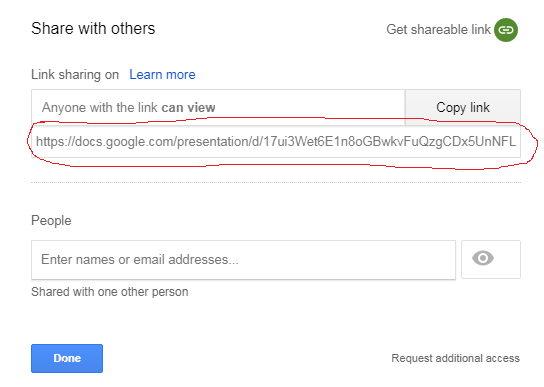 Share with others
Get shareable link
Link sharing on Learn more
Anyone with the link can view
Copy link
https://docs.google.com/presentation/d/17ui3Wet6E1n8oGBwkvFuQzgCDx5UnNFL
People
Enter names or email addresses...
Shared with one other person
Done
Request additional access